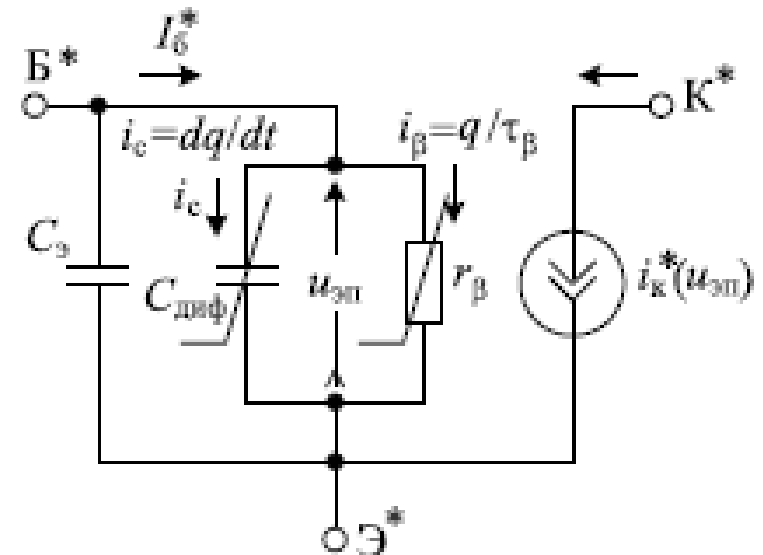 I*б
Б*
К*
iс=dq/dt
iβ=q/τβ
iс
Cэ
Cдиф
uэп
rβ
i*к(uэп)
Э*